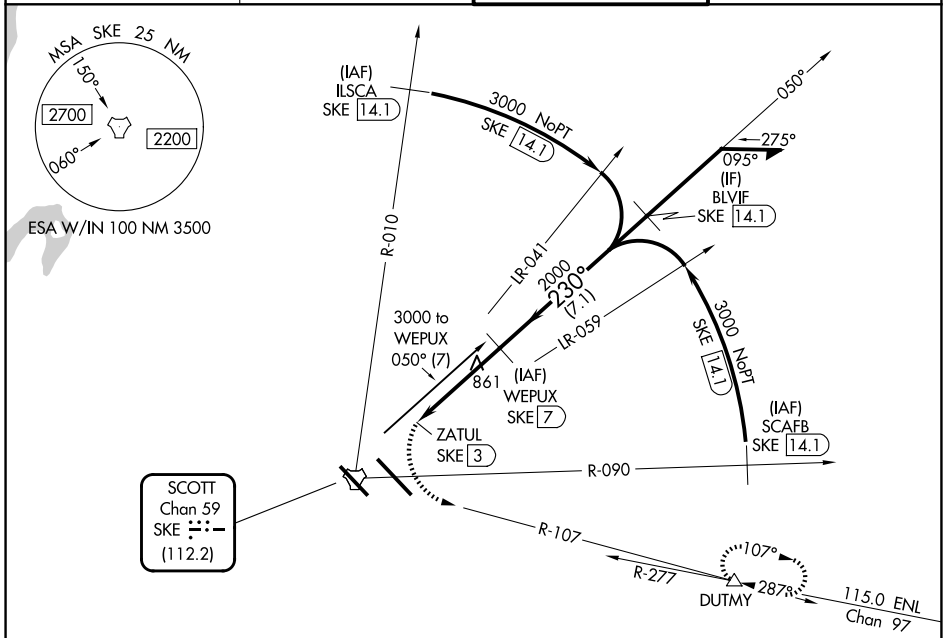 MSA SKE 25 NM
150°
2700
2200
060°
ESA W/IN 100 NM 3500
(IAF)
ILSCA
SKE 14.1
3000 NoPT
SKE 14.1
050°
275°
095°
(IF)
BLVIF
SKE 14.1
R-010
LR-041
2000
230°
(7.1)
LR-059
3000 NoPT
SKE 14.1
3000 to
WEPUX
050° (7)
861
(IAF)
WEPUX
SKE 7
(IAF)
SCAFB
SKE 14.1
ZATUL
SKE 3
R-090
SCOTT
Chan 59
SKE
(112.2)
R-107
R-277
107°
287°
DUTMY
115.0 ENL
Chan 97